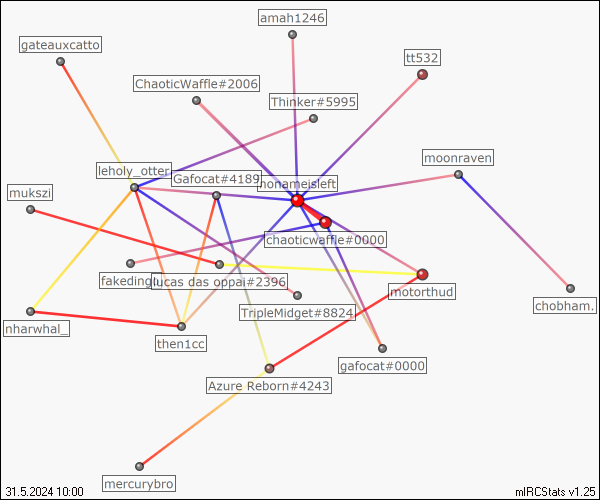 amah1246
gateauxcatto
tt532
ChaoticWaffle#2006
Thinker#5995
moonraven
leholy_otter
Gafocat#4189
nonameisleft
mukszi
chaoticwaffle#0000
lucas das oppai#2396
motorthud
chobham.
TripleMidget#8824
nharwhal_
then1cc
gafocat#0000
Azure Reborn#4243
mercurybro
31.5.2024 10:00
mIRCStats v1.25